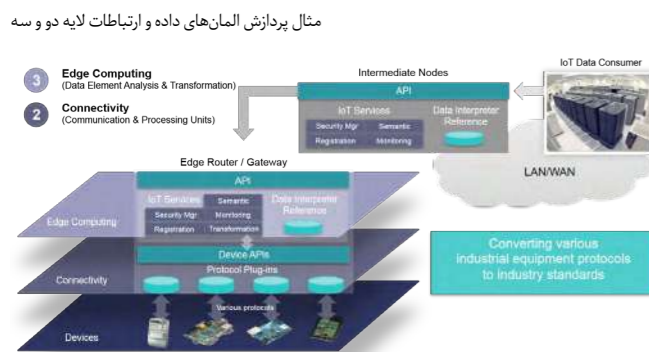 مثال پردازش المان‌های داده و ارتباطات لایه دو و سه
3
Edge Computing
(Data Element Analysis & Transformation)
2
Connectivity
(Communication & Processing Units)
Intermediate Nodes
API
IoT Services
Security Mgr
Semantic
Registration
Monitoring
Data Interpreter
Reference
IoT Data Consumer
LAN/WAN
Edge Router / Gateway
API
IoT Services
Semantic
Security Mgr
Monitoring
Registration
Transformation
Data Interpreter
Reference
Edge Computing
Device APIs
Protocol Plug-ins
Connectivity
Various protocols
Devices
Converting various
industrial equipment protocols
to industry standards